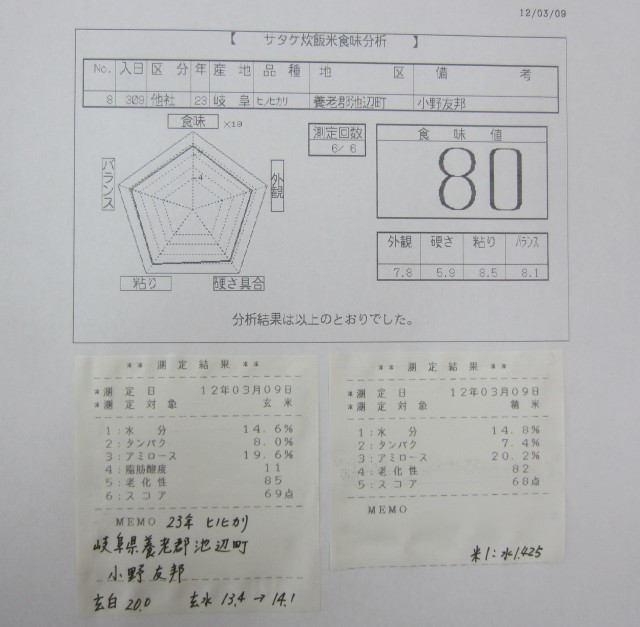 12/03/09
【 サタケ炊飯米食味分析 】
No. 入日 区分 年 産地 品種 地区 備考
8 309 他社 23 岐阜 ヒノヒカリ 養老郡池辺町 小野友邦
食味 ×10
バランス
外観
4
粘り
硬さ具合
測定回数
6/ 6
食味値
80
外観 硬さ 粘り バランス
7.8 5.9 8.5 8.1
分析結果は以上のとおりでした。
** 測定結果 **
*測定日 12年03月09日
*測定対象 玄米
1:水分 14.6%
2:タンパク 8.0%
3:アミロース 19.6%
4:脂肪酸度 11
5:老化性 85
6:スコア 69点
MEMO 23年 ヒノヒカリ
岐阜県養老郡池辺町
小野友邦
玄白 20.0 玄水 13.4→14.1
** 測定結果 **
*測定日 12年03月09日
*測定対象 精米
1:水分 14.8%
2:タンパク 7.4%
3:アミロース 20.2%
4:老化性 82
5:スコア 68点
MEMO
米1:水1.425